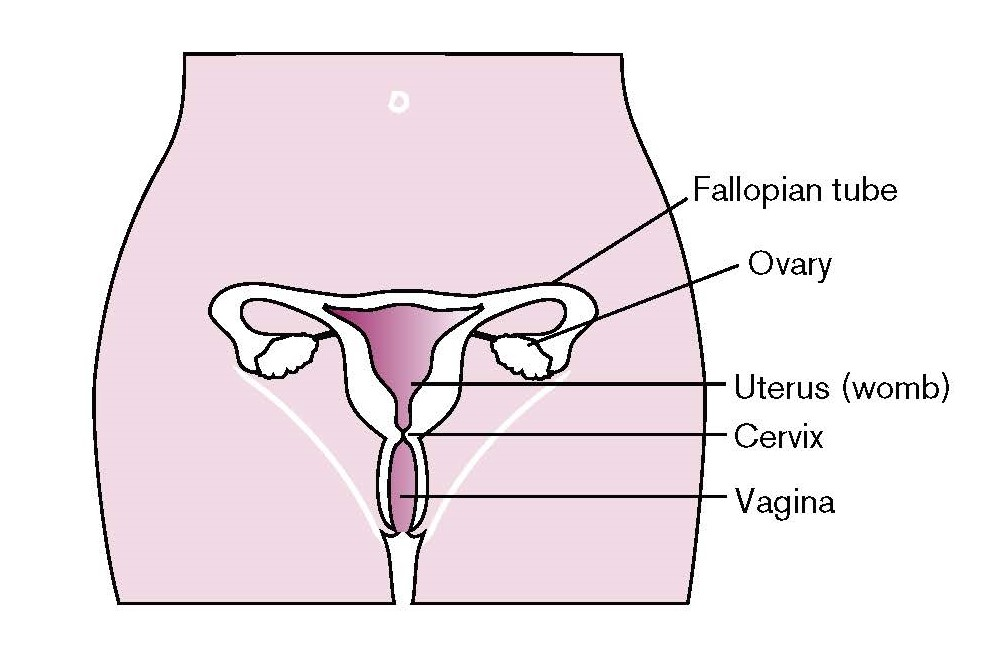 Fallopian tube
Ovary
Uterus (womb)
Cervix
Vagina